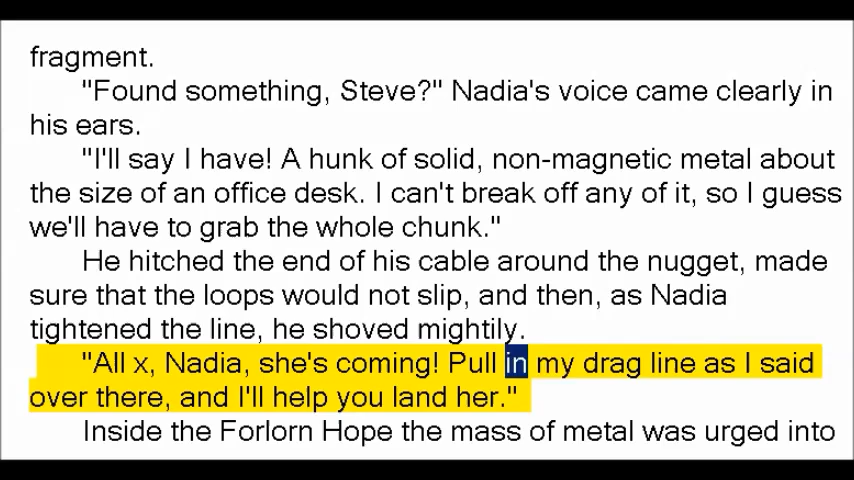 fragment.
"Found something, Steve?" Nadia's voice came clearly in
his ears.
"I'll say I have! A hunk of solid, non-magnetic metal about
the size of an office desk. I can't break off any of it, so I guess
we'll have to grab the whole chunk."
He hitched the end of his cable around the nugget, made
sure that the loops would not slip, and then, as Nadia
tightened the line, he shoved mightily.
"All x, Nadia, she's coming! Pull in my drag line as I said
over there, and I'll help you land her."
Inside the Forlorn Hope the mass of metal was urged into